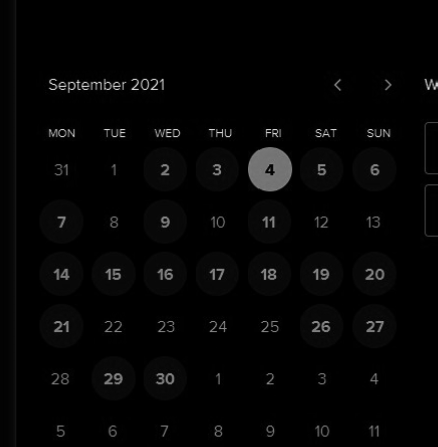 September 2021 < >
W
MON TUE WED THU FRI SAT SUN
31 1 2 3 4 5 6
7 8 9 10 11 12 13
14 15 16 17 18 19 20
21 22 23 24 25 26 27
28 29 30 1 2 3 4
5 6 7 8 9 10 11